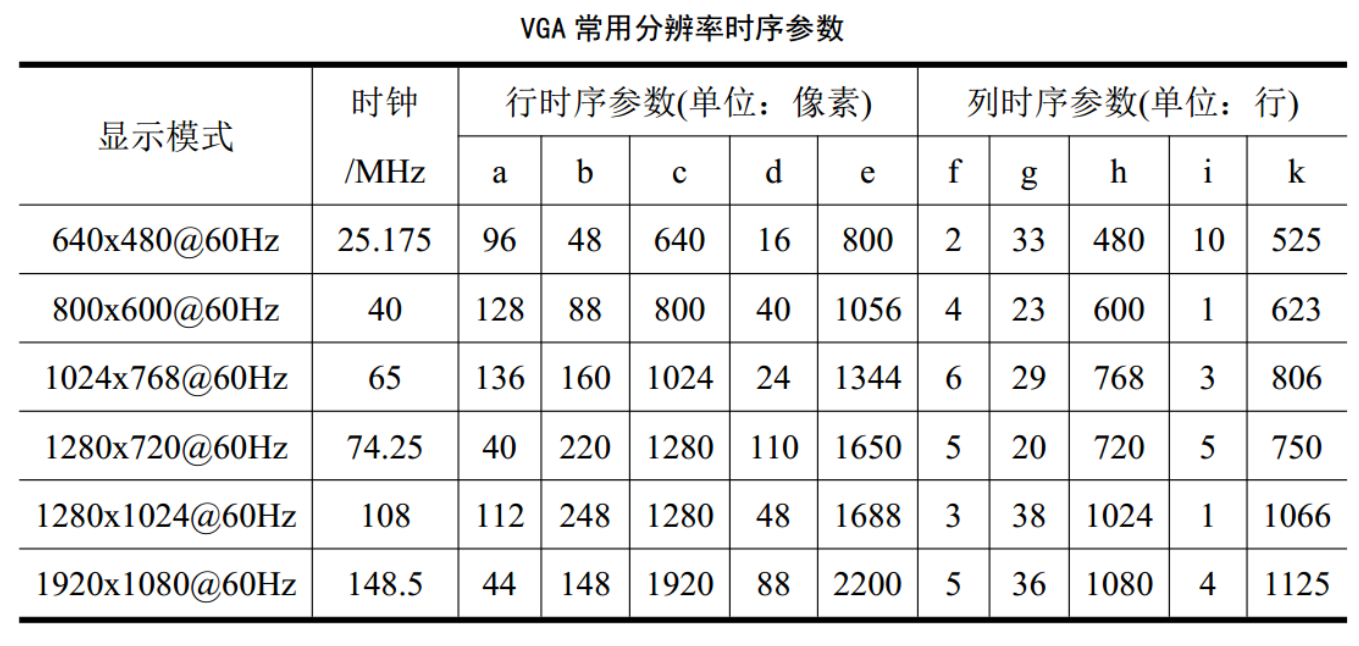 VGA 常用分辨率时序参数
显示模式 时钟 /MHz 行时序参数(单位：像素) 列时序参数(单位：行)
a b c d e f g h i k
640x480@60Hz 25.175 96 48 640 16 800 2 33 480 10 525
800x600@60Hz 40 128 88 800 40 1056 4 23 600 1 623
1024x768@60Hz 65 136 160 1024 24 1344 6 29 768 3 806
1280x720@60Hz 74.25 40 220 1280 110 1650 5 20 720 5 750
1280x1024@60Hz 108 112 248 1280 48 1688 3 38 1024 1 1066
1920x1080@60Hz 148.5 44 148 1920 88 2200 5 36 1080 4 1125